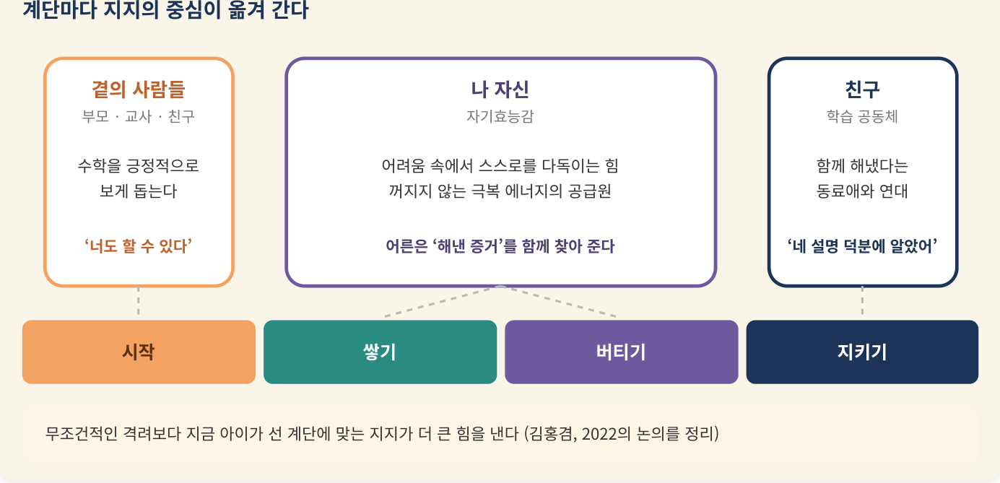 계단마다 지지의 중심이 옮겨 간다
곁의 사람들
부모 · 교사 · 친구
수학을 긍정적으로
보게 돕는다
‘너도 할 수 있다’
나 자신
자기효능감
어려움 속에서 스스로를 다독이는 힘
꺼지지 않는 극복 에너지의 공급원
어른은 ‘해낸 증거’를 함께 찾아 준다
친구
학습 공동체
함께 해냈다는
동료애와 연대
‘네 설명 덕분에 알았어’
시작
쌓기
버티기
지키기
무조건적인 격려보다 지금 아이가 선 계단에 맞는 지지가 더 큰 힘을 낸다 (김홍겸, 2022의 논의를 정리)